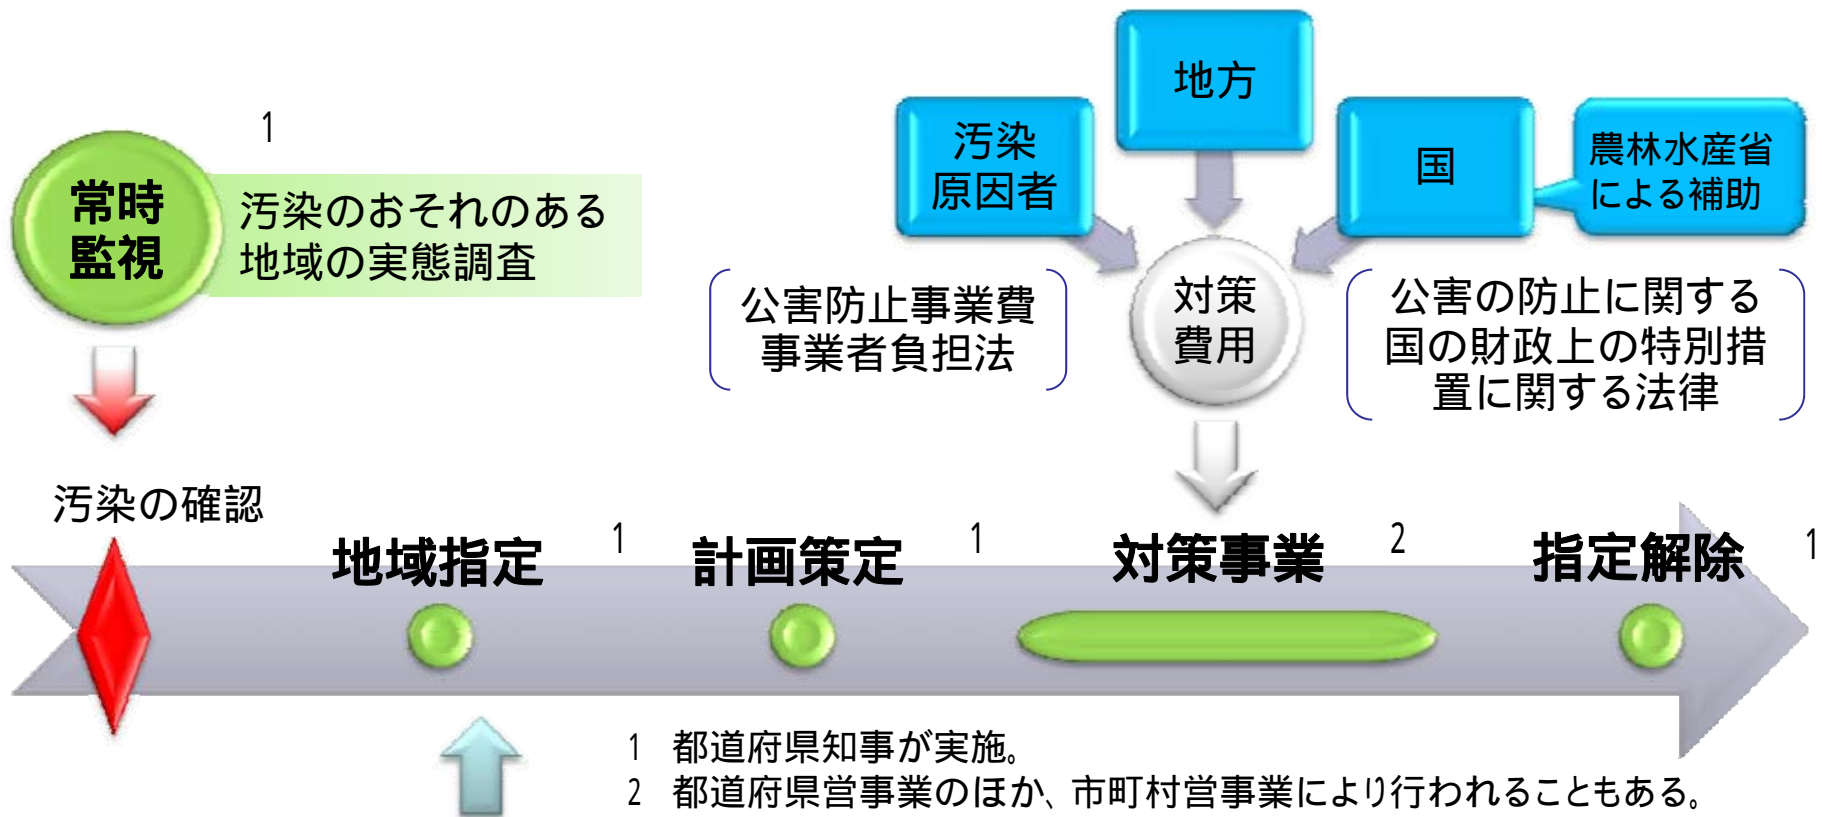 1
常時
監視
汚染のおそれのある
地域の実態調査
汚染
原因者
地方
国
農林水産省
による補助
公害防止事業費
事業者負担法
対策
費用
公害の防止に関する
国の財政上の特別措
置に関する法律
汚染の確認
地域指定 1
計画策定 1
対策事業 2
指定解除 1
1 都道府県知事が実施。
2 都道府県営事業のほか、市町村営事業により行われることもある。